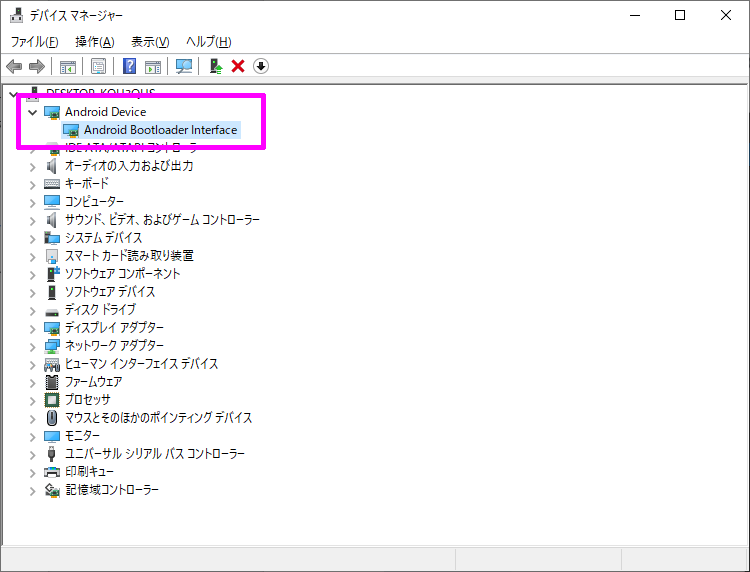 デバイス マネージャー
ファイル(F) 操作(A) 表示(V) ヘルプ(H)
Android Device
Android Bootloader Interface
IDE ATA/ATAPI コントローラー
オーディオの入力および出力
キーボード
コンピューター
サウンド、ビデオ、およびゲーム コントローラー
システム デバイス
スマート カード読み取り装置
ソフトウェア コンポーネント
ソフトウェア デバイス
ディスク ドライブ
ディスプレイ アダプター
ネットワーク アダプター
ヒューマン インターフェイス デバイス
ファームウェア
プロセッサ
マウスとそのほかのポインティング デバイス
モニター
ユニバーサル シリアル バス コントローラー
印刷キュー
記憶域コントローラー